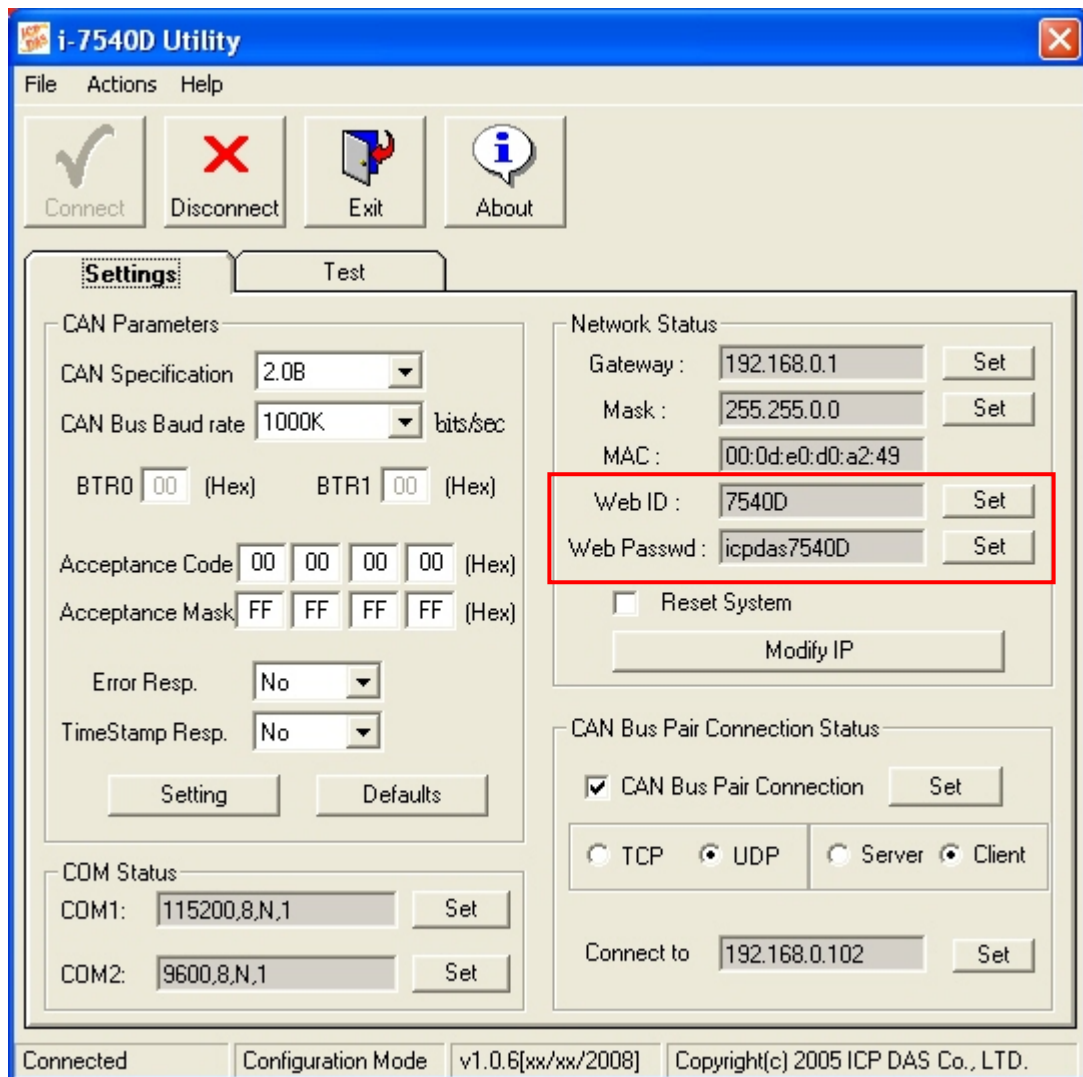 i-7540D Utility
File Actions Help
Connect Disconnect Exit About
Settings Test
CAN Parameters
CAN Specification 2.0B
CAN Bus Baud rate 1000K bits/sec
BTR0 00 (Hex) BTR1 00 (Hex)
Acceptance Code 00 00 00 00 (Hex)
Acceptance Mask FF FF FF FF (Hex)
Error Resp. No
TimeStamp Resp. No
Setting Defaults
COM Status
COM1: 115200,8,N,1 Set
COM2: 9600,8,N,1 Set
Network Status
Gateway : 192.168.0.1 Set
Mask : 255.255.0.0 Set
MAC : 00:0d:e0:d0:a2:49
Web ID : 7540D Set
Web Passwd : icpdas7540D Set
Reset System
Modify IP
CAN Bus Pair Connection Status
CAN Bus Pair Connection Set
TCP UDP Server Client
Connect to 192.168.0.102 Set
Connected Configuration Mode v1.0.6[xx/xx/2008] Copyright(c) 2005 ICP DAS Co., LTD.